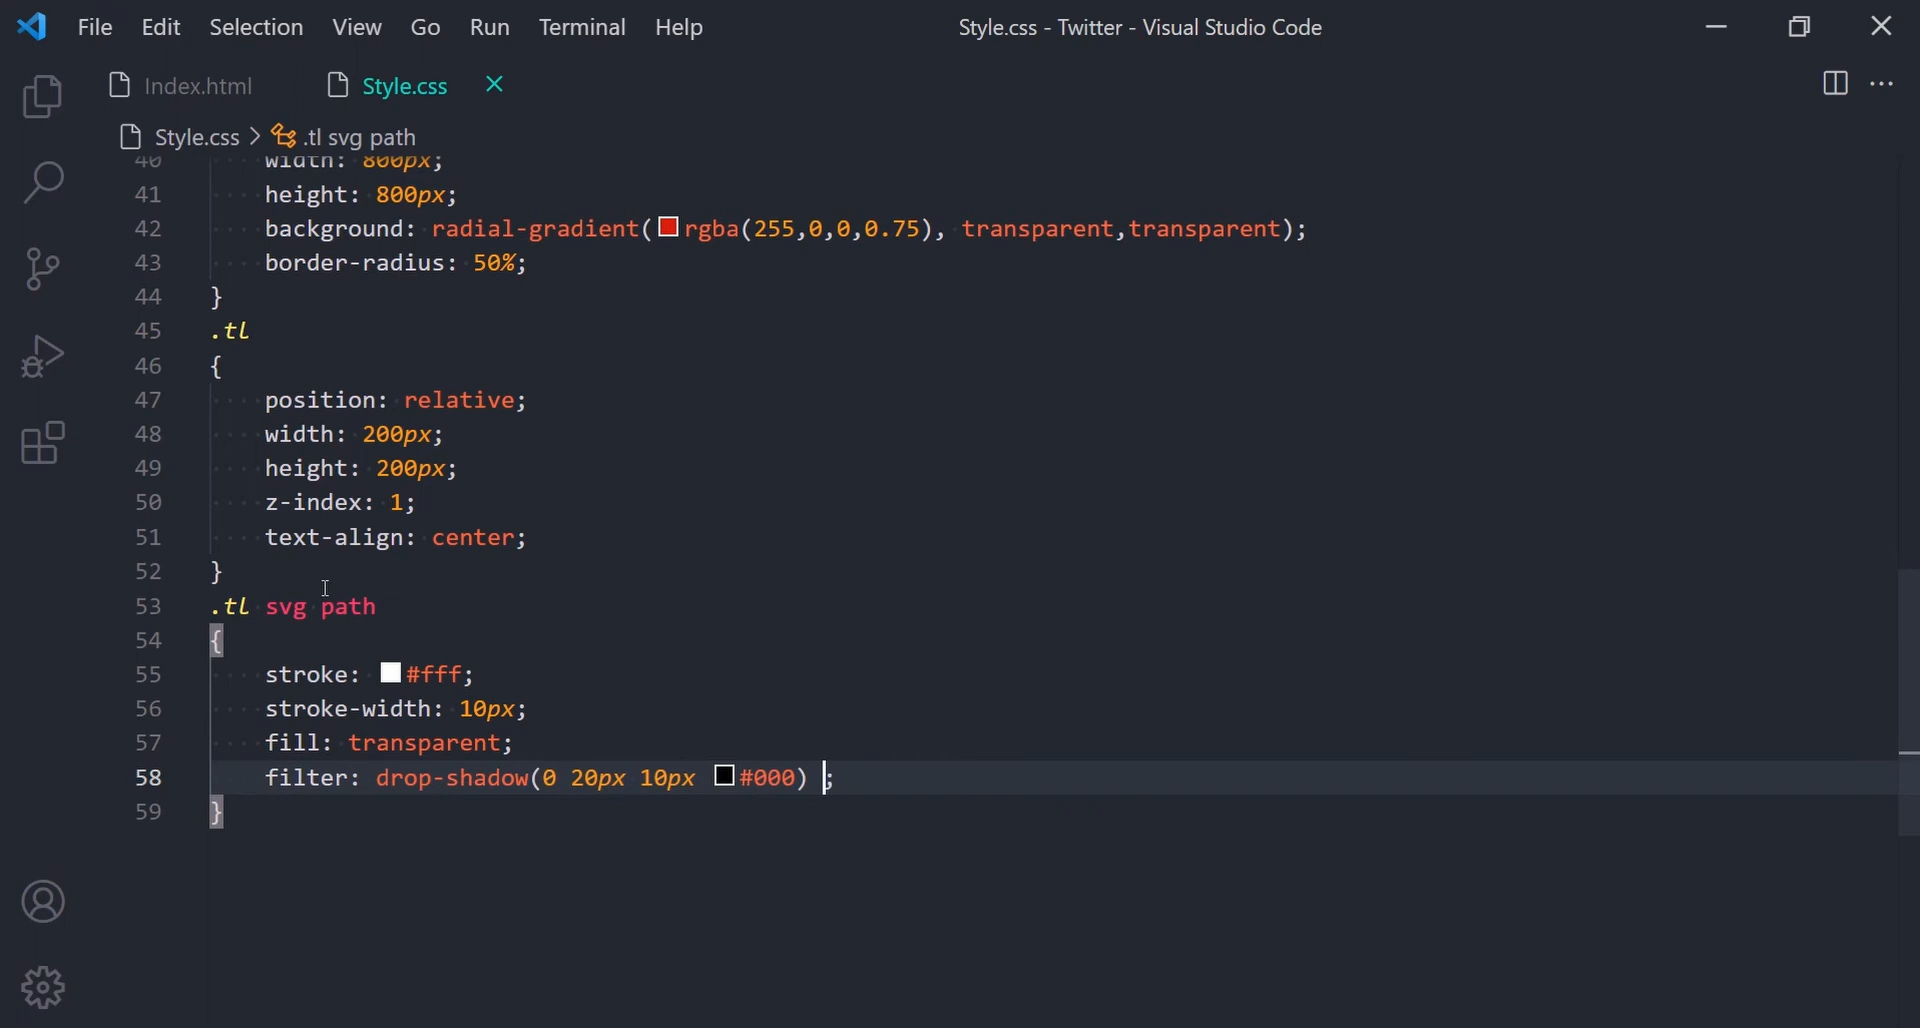 File Edit Selection View Go Run Terminal Help Style.css - Twitter - Visual Studio Code
Index.html Style.css
Style.css > .tl svg path
40 width: 800px;
41 height: 800px;
42 background: radial-gradient(rgba(255,0,0,0.75), transparent,transparent);
43 border-radius: 50%;
44 }
45 .tl
46 {
47 position: relative;
48 width: 200px;
49 height: 200px;
50 z-index: 1;
51 text-align: center;
52 }
53 .tl svg path
54 {
55 stroke: #fff;
56 stroke-width: 10px;
57 fill: transparent;
58 filter: drop-shadow(0 20px 10px #000) ;
59 }